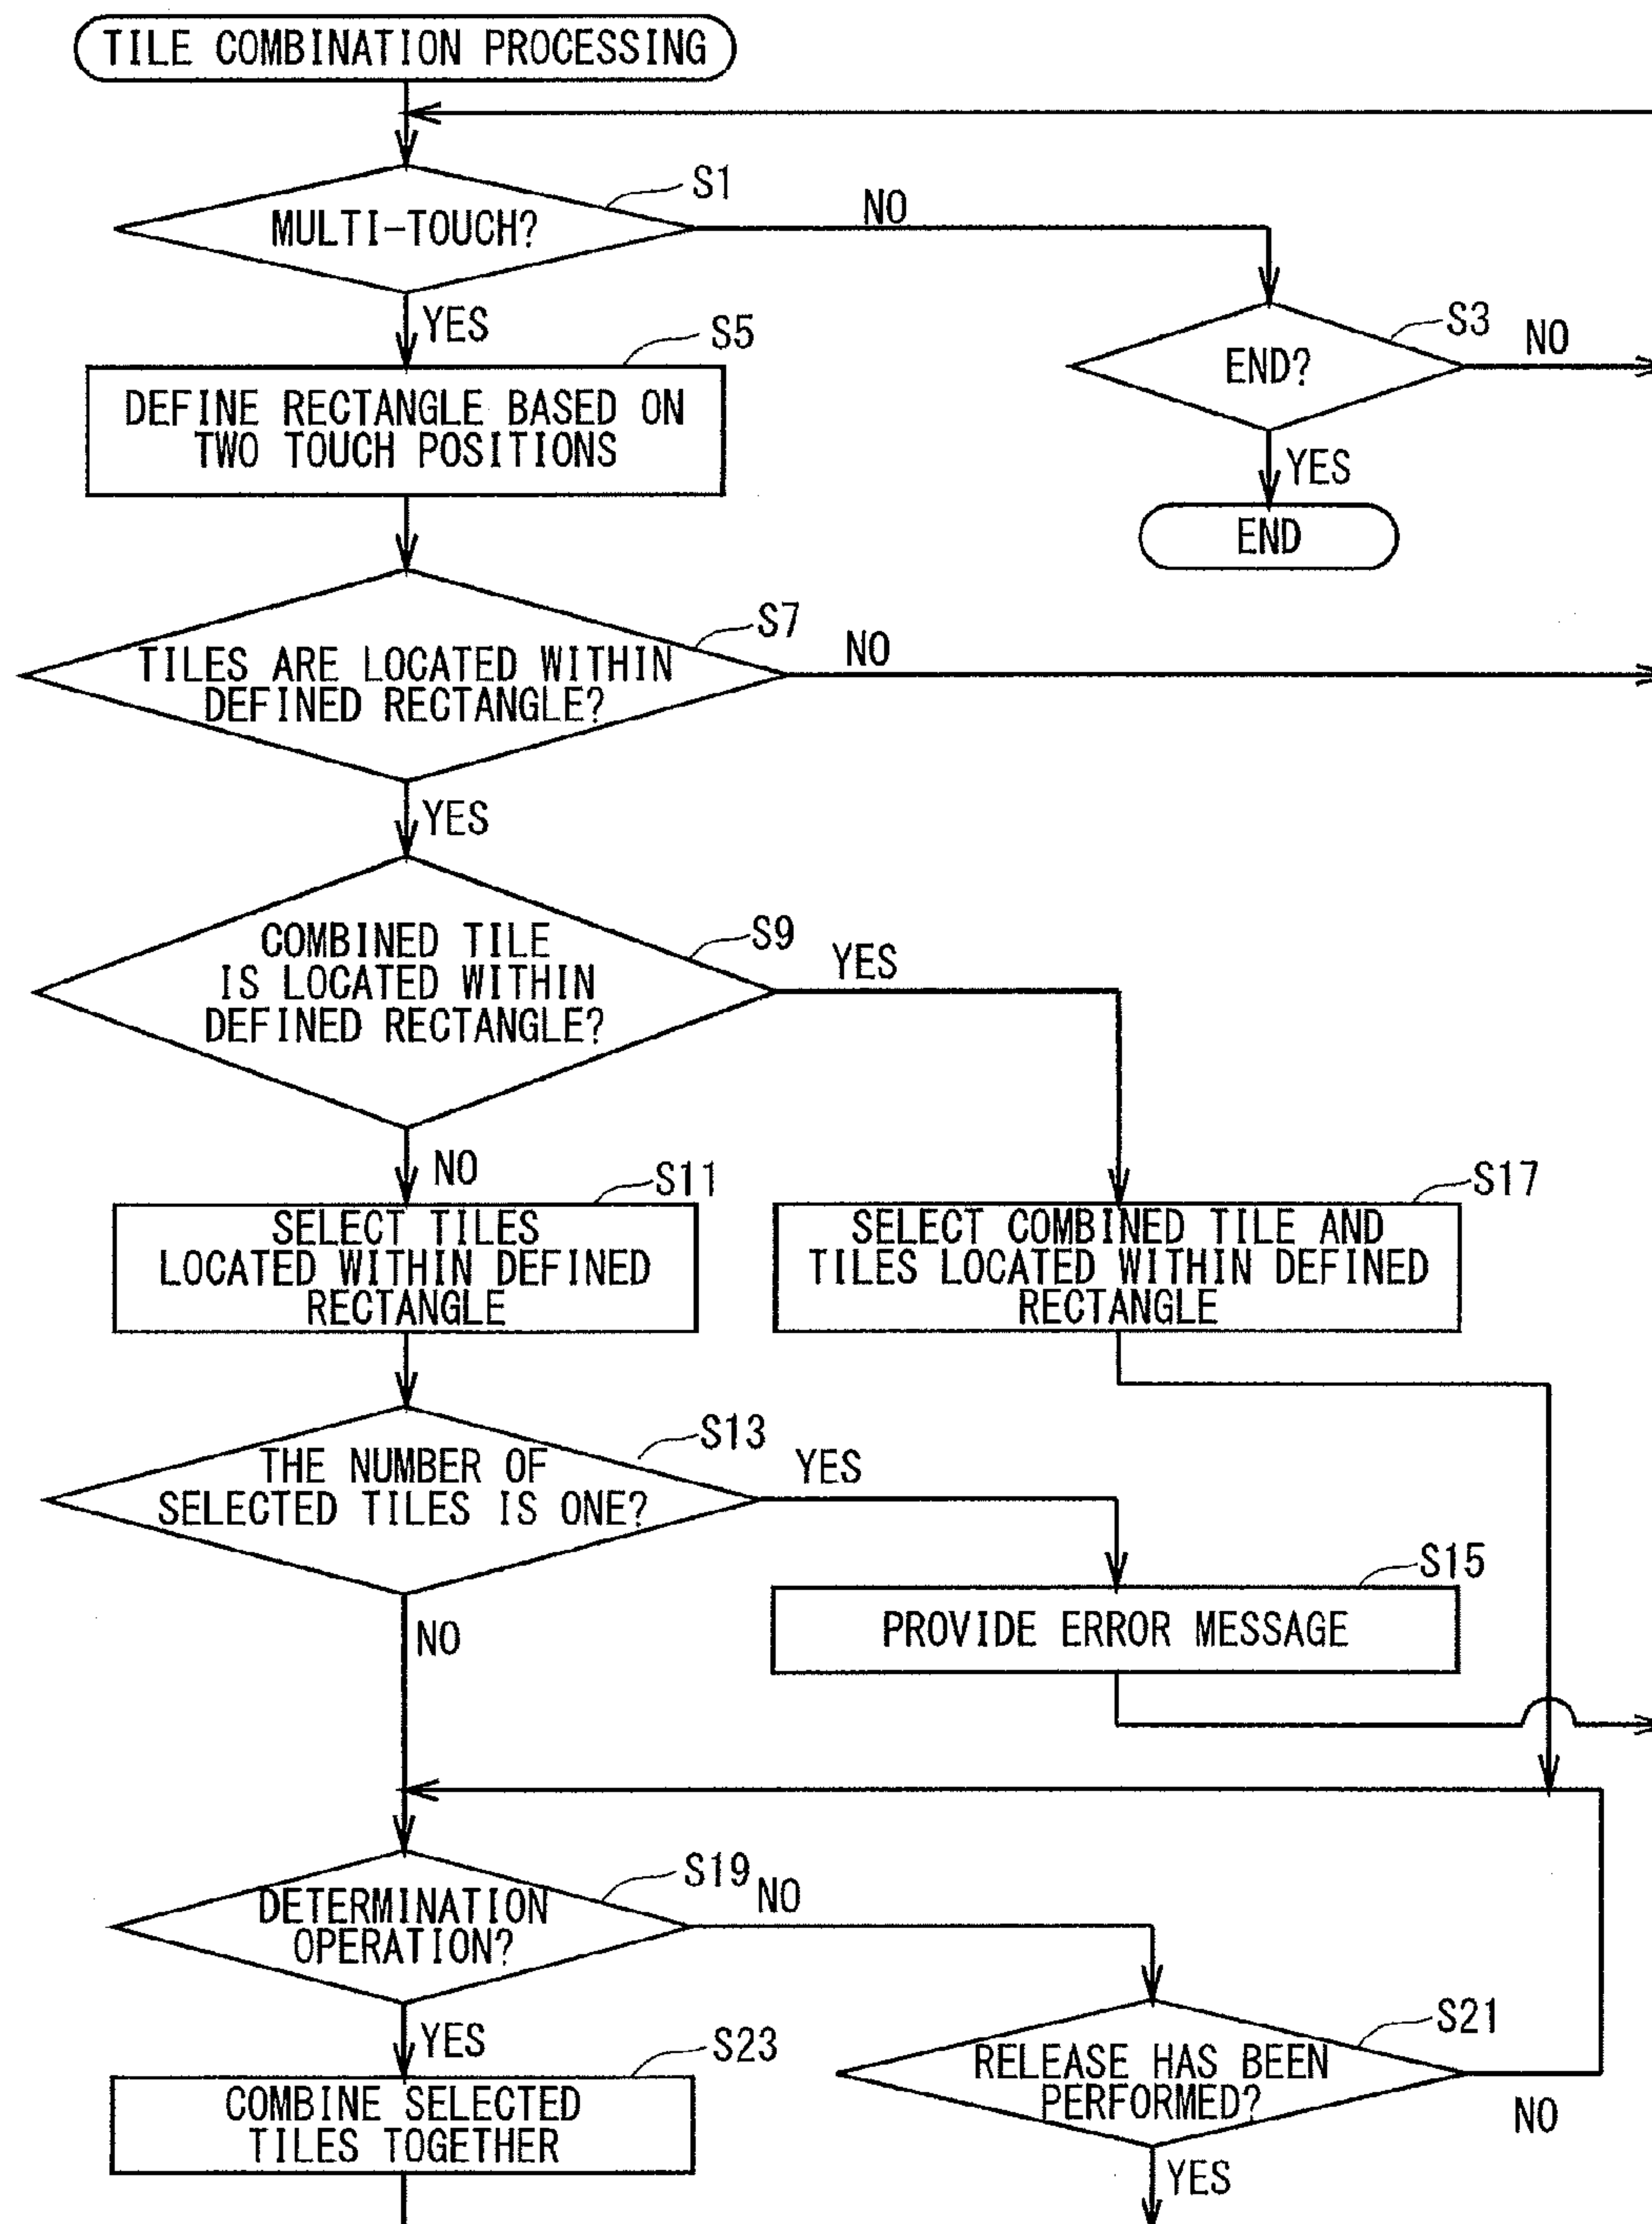 TILE COMBINATION PROCESSING
S1
MULTI-TOUCH?
NO
YES
S3
END?
NO
YES
END
S5
DEFINE RECTANGLE BASED ON
TWO TOUCH POSITIONS
S7
TILES ARE LOCATED WITHIN
DEFINED RECTANGLE?
NO
YES
S9
COMBINED TILE
IS LOCATED WITHIN
DEFINED RECTANGLE?
YES
NO
S11
SELECT TILES
LOCATED WITHIN DEFINED
RECTANGLE
S17
SELECT COMBINED TILE AND
TILES LOCATED WITHIN DEFINED
RECTANGLE
S13
THE NUMBER OF
SELECTED TILES IS ONE?
YES
NO
S15
PROVIDE ERROR MESSAGE
S19
DETERMINATION
OPERATION?
NO
YES
S21
RELEASE HAS BEEN
PERFORMED?
NO
YES
S23
COMBINE SELECTED
TILES TOGETHER